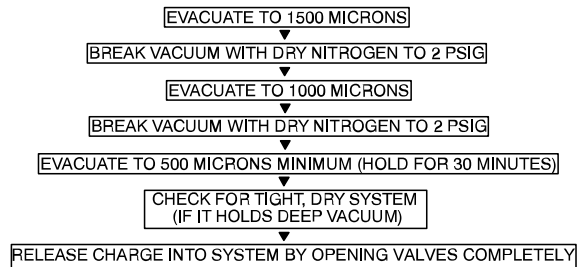 EVACUATE TO 1500 MICRONS
BREAK VACUUM WITH DRY NITROGEN TO 2 PSIG
EVACUATE TO 1000 MICRONS
BREAK VACUUM WITH DRY NITROGEN TO 2 PSIG
EVACUATE TO 500 MICRONS MINIMUM (HOLD FOR 30 MINUTES)
CHECK FOR TIGHT, DRY SYSTEM
(IF IT HOLDS DEEP VACUUM)
RELEASE CHARGE INTO SYSTEM BY OPENING VALVES COMPLETELY